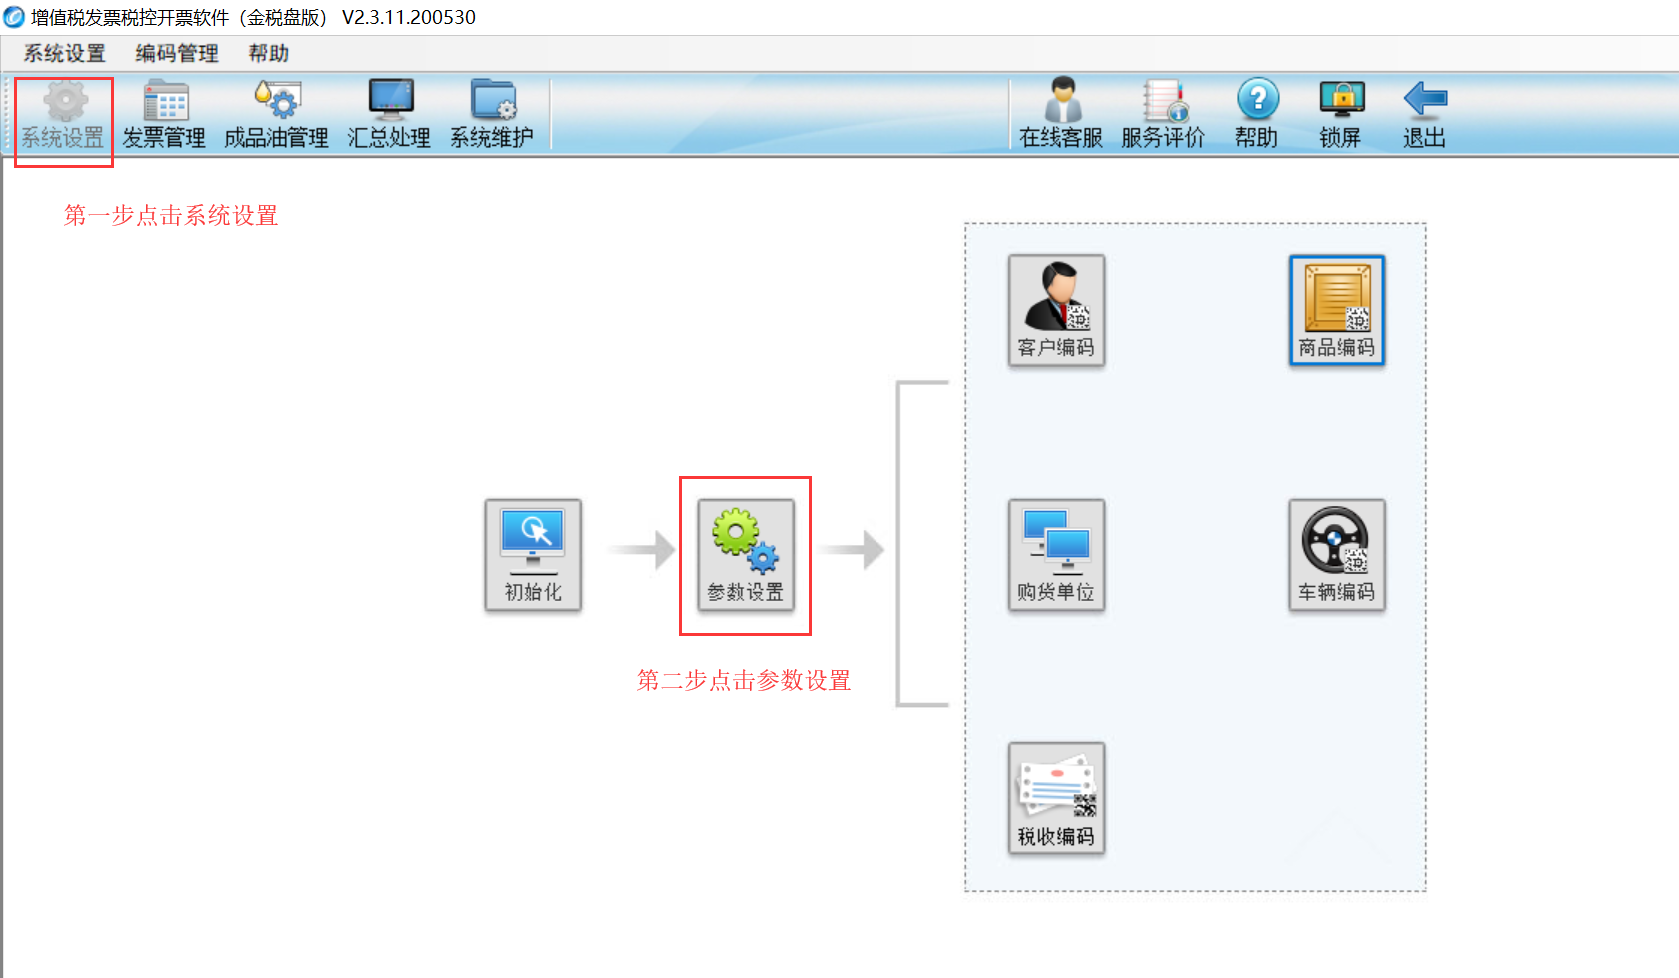 增值税发票税控开票软件（金税盘版） V2.3.11.200530
系统设置 编码管理 帮助
系统设置 发票管理 成品油管理 汇总处理 系统维护 在线客服 服务评价 帮助 锁屏 退出
第一步点击系统设置
客户编码 商品编码
初始化 参数设置 购货单位 车辆编码
第二步点击参数设置
税收编码